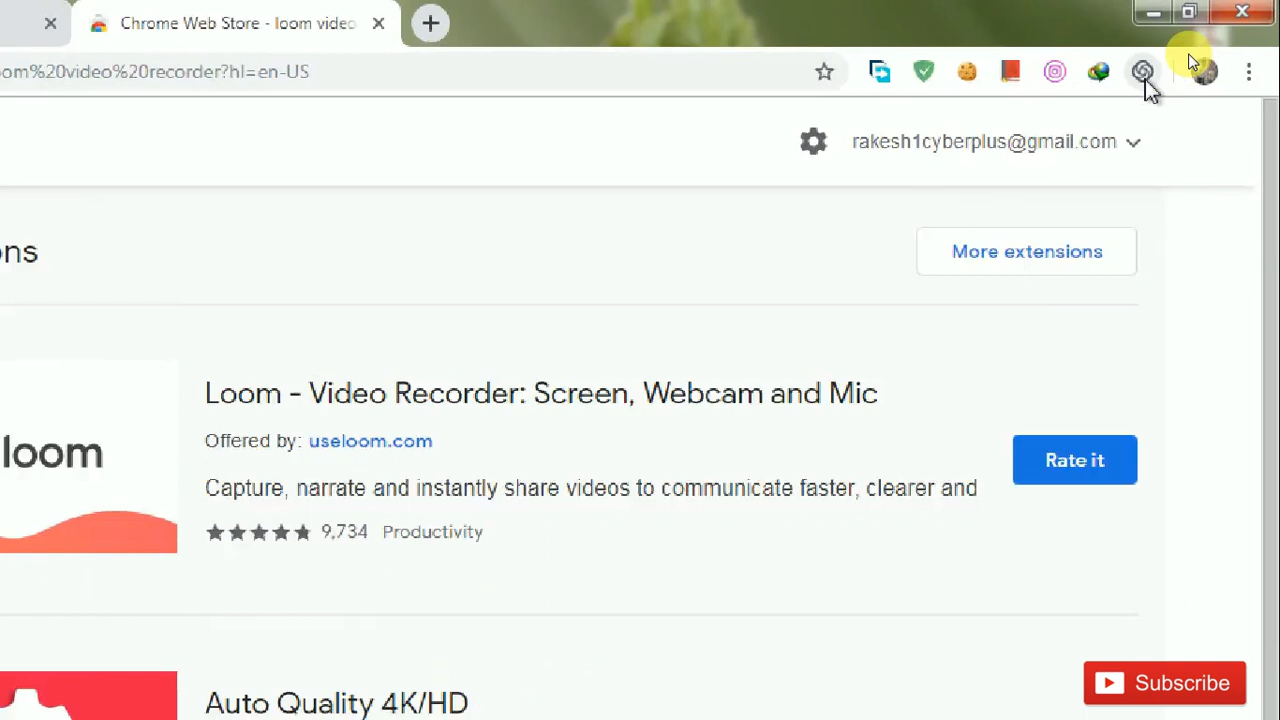 Chrome Web Store - loom video
om%20video%20recorder?hl=en-US
rakesh1cyberplus@gmail.com
ns
More extensions
Loom - Video Recorder: Screen, Webcam and Mic
Offered by: useloom.com
loom
Rate it
Capture, narrate and instantly share videos to communicate faster, clearer and
9,734 Productivity
Auto Quality 4K/HD
Subscribe